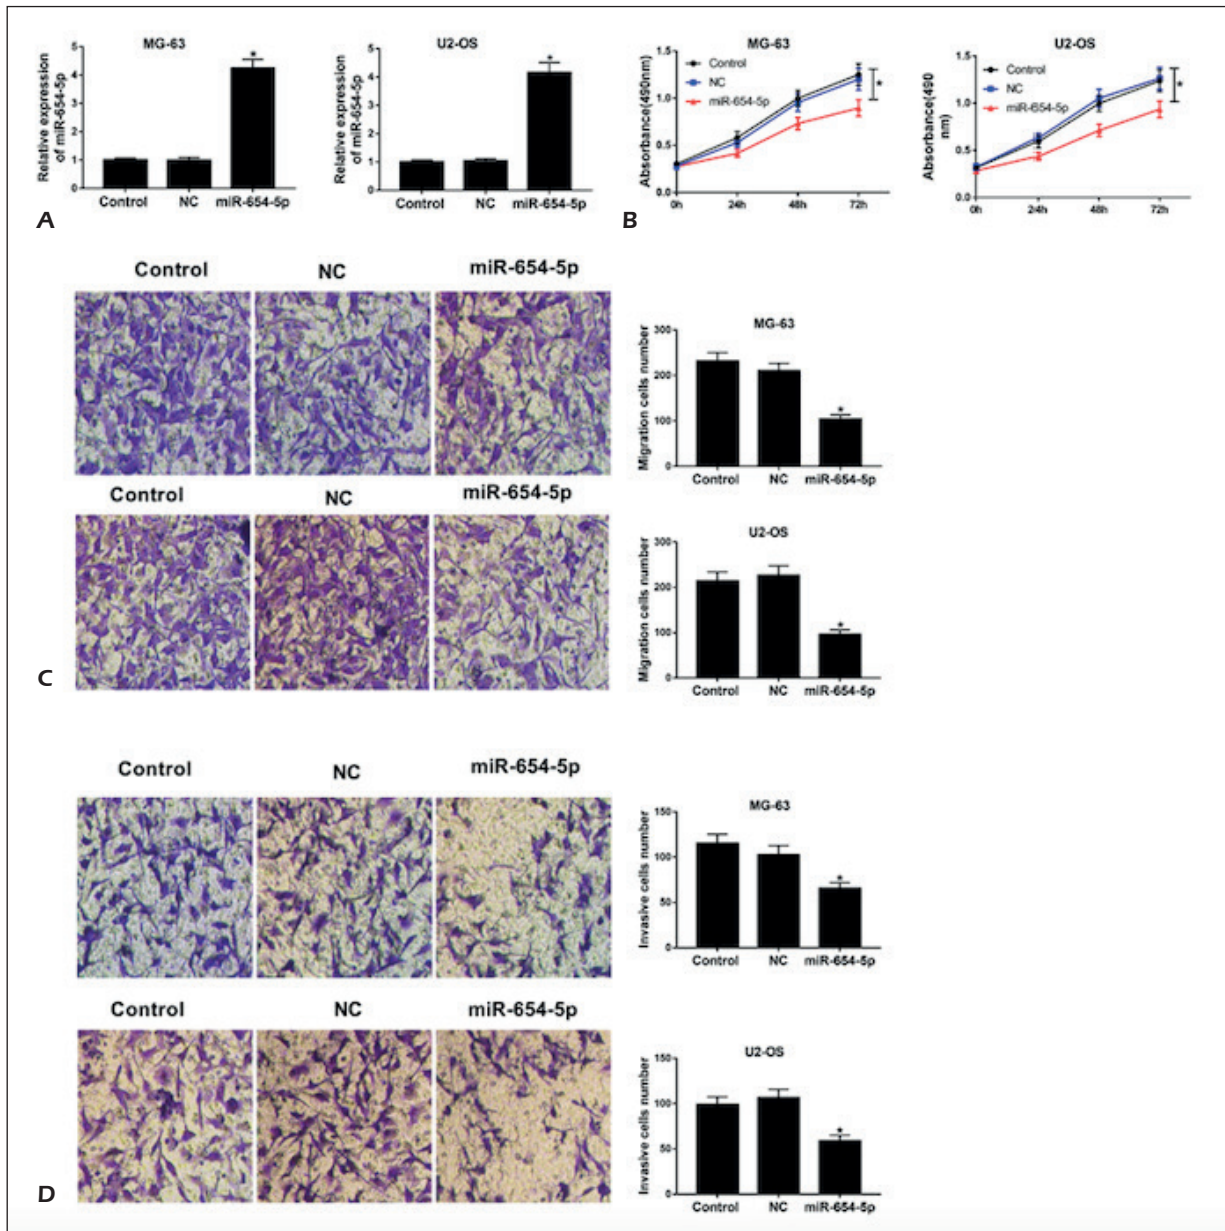 MG-63
Relative expression
of miR-654-5p
5
4
3
2
1
0
*
Control NC miR-654-5p
U2-OS
Relative expression
of miR-654-5p
5
4
3
2
1
0
*
Control NC miR-654-5p
A
MG-63
Absorbance(490nm)
1.5
1.0
0.5
0.0
Control
NC
miR-654-5p
*
0h 24h 48h 72h
U2-OS
Absorbance(490
nm)
1.5
1.0
0.5
0.0
Control
NC
miR-654-5p
*
0h 24h 48h 72h
B
Control NC miR-654-5p
MG-63
Migration cells number
300
200
100
0
*
Control NC miR-654-5p
Control NC miR-654-5p
U2-OS
Migration cells number
300
200
100
0
*
Control NC miR-654-5p
C
Control NC miR-654-5p
MG-63
Invasive cells number
150
100
50
0
*
Control NC miR-654-5p
Control NC miR-654-5p
U2-OS
Invasive cells number
150
100
50
0
*
Control NC miR-654-5p
D